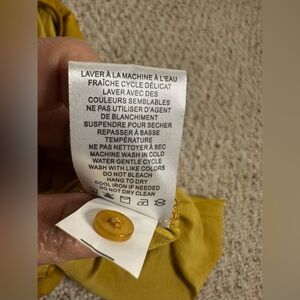 LAVER À LA MACHINE À L'EAU
FRAÎCHE CYCLE DÉLICAT
LAVER AVEC DES
COULEURS SEMBLABLES
NE PAS UTILISER D'AGENT
DE BLANCHIMENT
SUSPENDRE POUR SECHER
REPASSER À BASSE
TEMPÉRATURE
NE PAS NETTOYER À SEC
MACHINE WASH IN COLD
WATER GENTLE CYCLE
WASH WITH LIKE COLORS
DO NOT BLEACH
HANG TO DRY
COOL IRON IF NEEDED
DO NOT DRY CLEAN